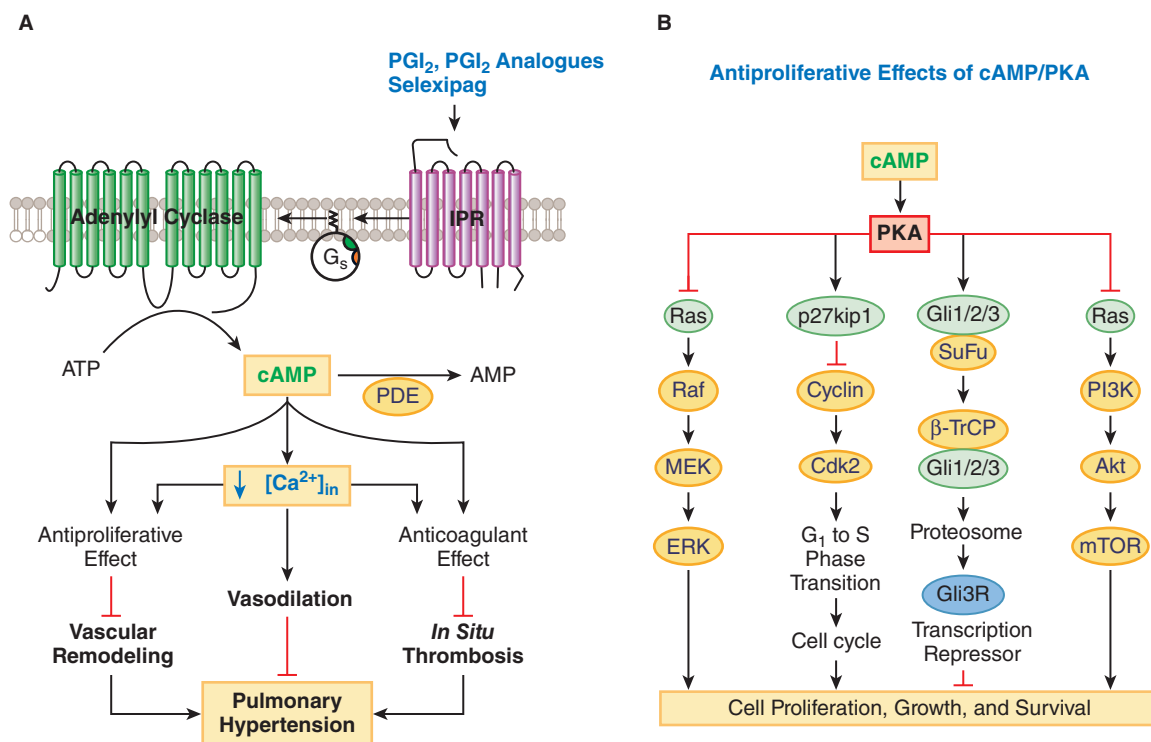 A
PGI₂, PGI₂ Analogues
Selexipag
Adenylyl Cyclase
IPR
Gₛ
ATP
cAMP
AMP
PDE
↓ [Ca²⁺]ᵢₙ
Antiproliferative
Effect
Anticoagulant
Effect
Vasodilation
Vascular
Remodeling
In Situ
Thrombosis
Pulmonary
Hypertension
B
Antiproliferative Effects of cAMP/PKA
cAMP
PKA
Ras
Raf
MEK
ERK
p27kip1
Cyclin
Cdk2
G₁ to S
Phase
Transition
Cell cycle
Gli1/2/3
SuFu
β-TrCP
Gli1/2/3
Proteosome
Gli3R
Transcription
Repressor
Ras
PI3K
Akt
mTOR
Cell Proliferation, Growth, and Survival